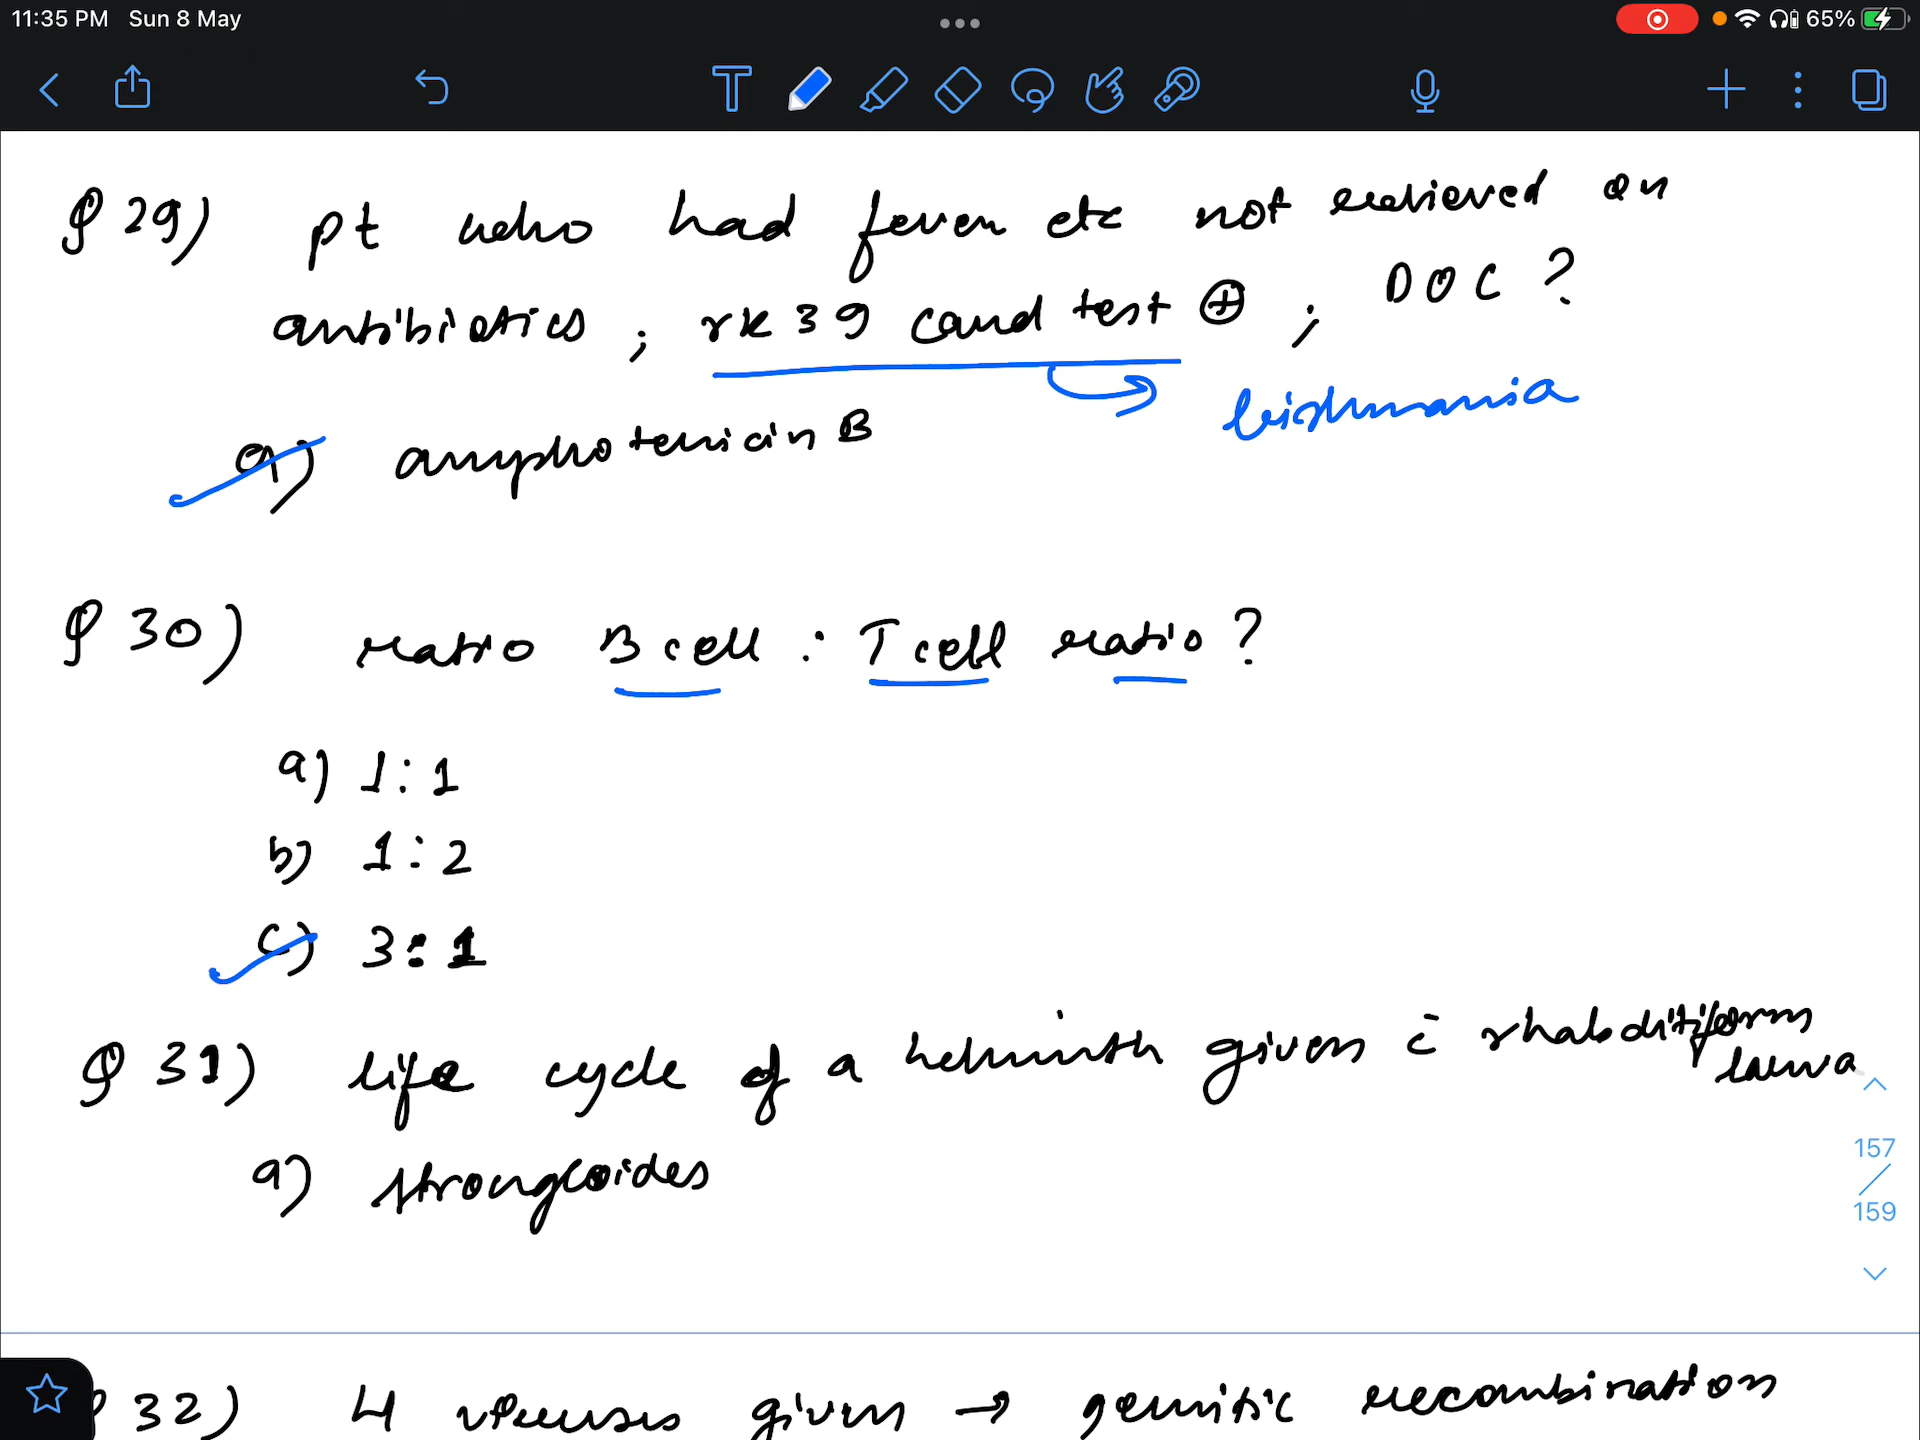 11:35 PM Sun 8 May
65%
Q 29) pt who had fever etc not relieved on
antibiotics ; rk 39 card test ⊕ ; DOC ?
leishmania
a) amphotericin B
Q 30) ratio B cell : T cell ratio ?
a) 1 : 1
b) 1 : 2
c) 3 : 1
Q 31) life cycle of a helminth given c̄ rhabditiform
larva
a) strongloides
157
/
159
32) 4 viruses given → genetic recombination